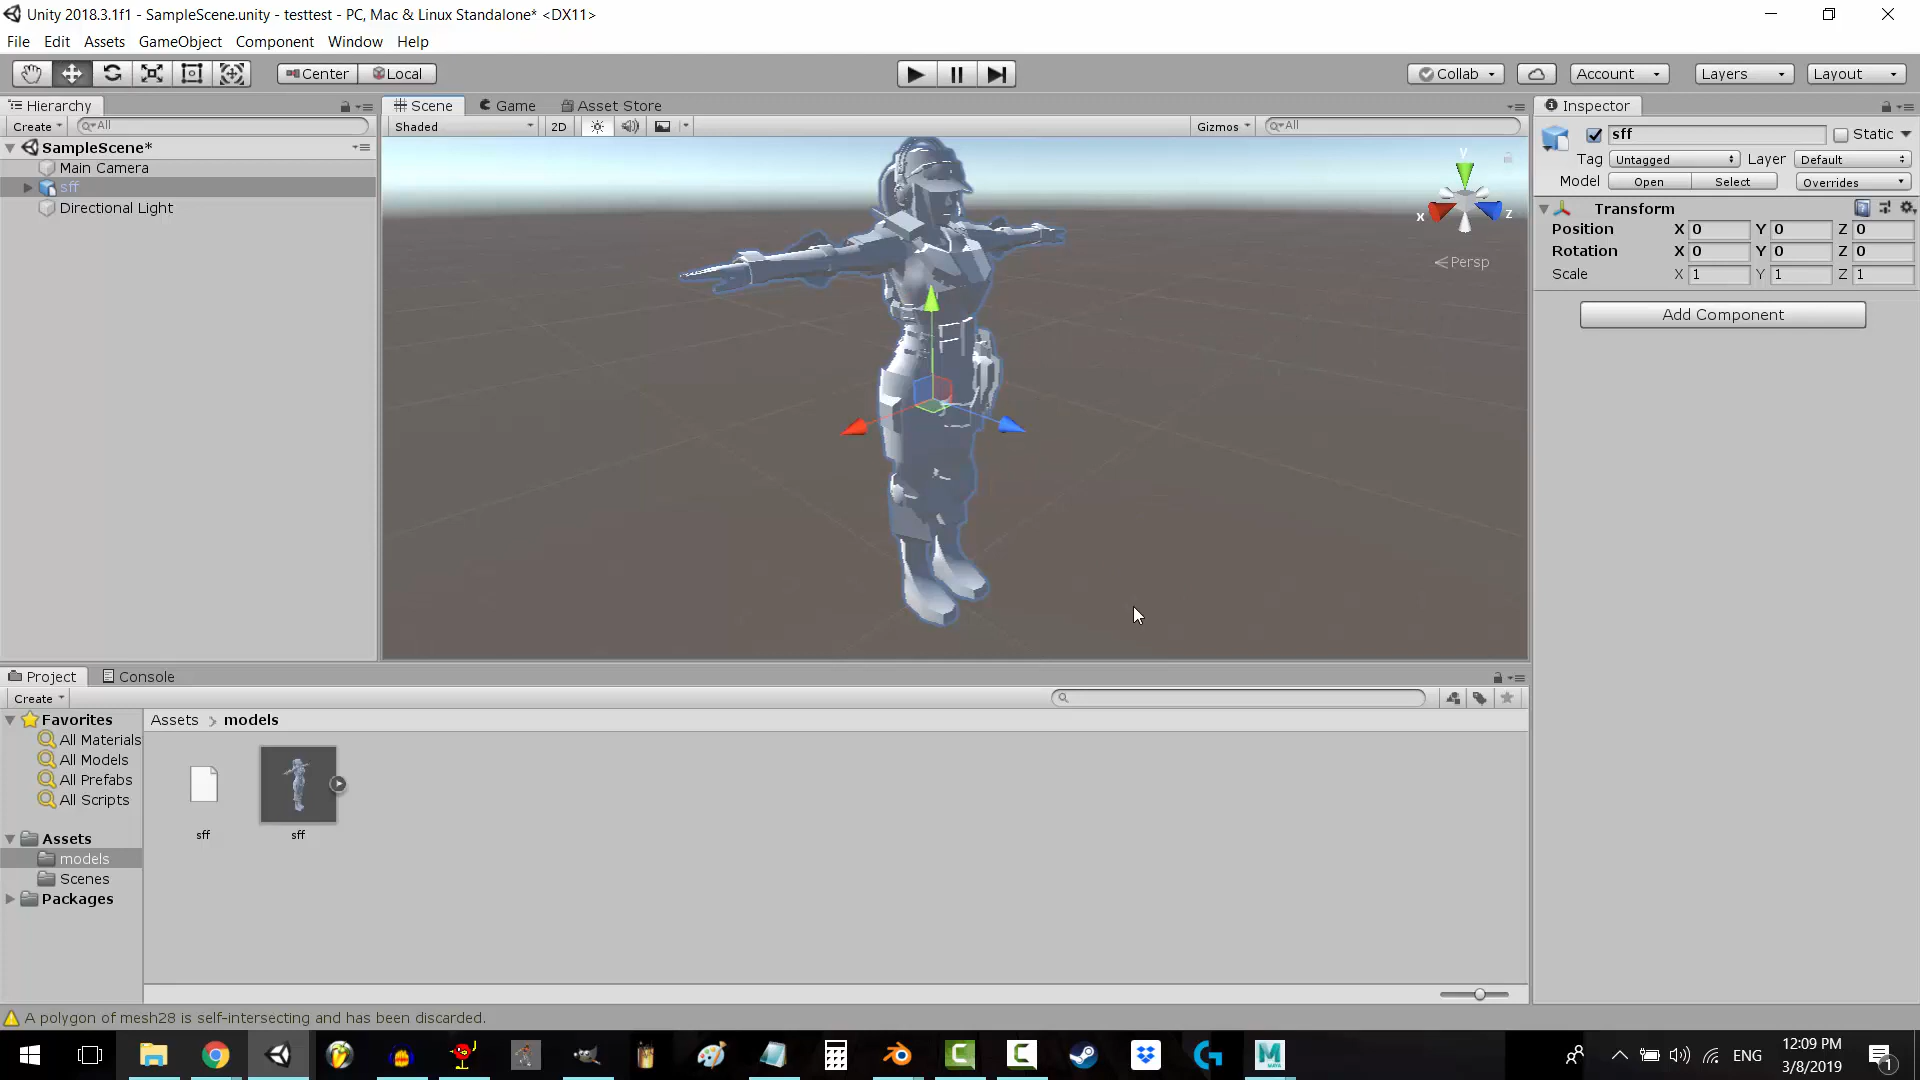 Unity 2018.3.1f1 - SampleScene.unity - testtest - PC, Mac & Linux Standalone* <DX11>
File Edit Assets GameObject Component Window Help
Center Local
Collab Account Layers Layout
Hierarchy
Create All
SampleScene*
Main Camera
sff
Directional Light
Scene Game Asset Store
Shaded 2D Gizmos All
y
x z
Persp
Inspector
sff Static
Tag Untagged Layer Default
Model Open Select Overrides
Transform
Position X 0 Y 0 Z 0
Rotation X 0 Y 0 Z 0
Scale X 1 Y 1 Z 1
Add Component
Project Console
Create
Favorites
All Materials
All Models
All Prefabs
All Scripts
Assets
models
Scenes
Packages
Assets > models
sff sff
A polygon of mesh28 is self-intersecting and has been discarded.
ENG
12:09 PM
3/8/2019
1